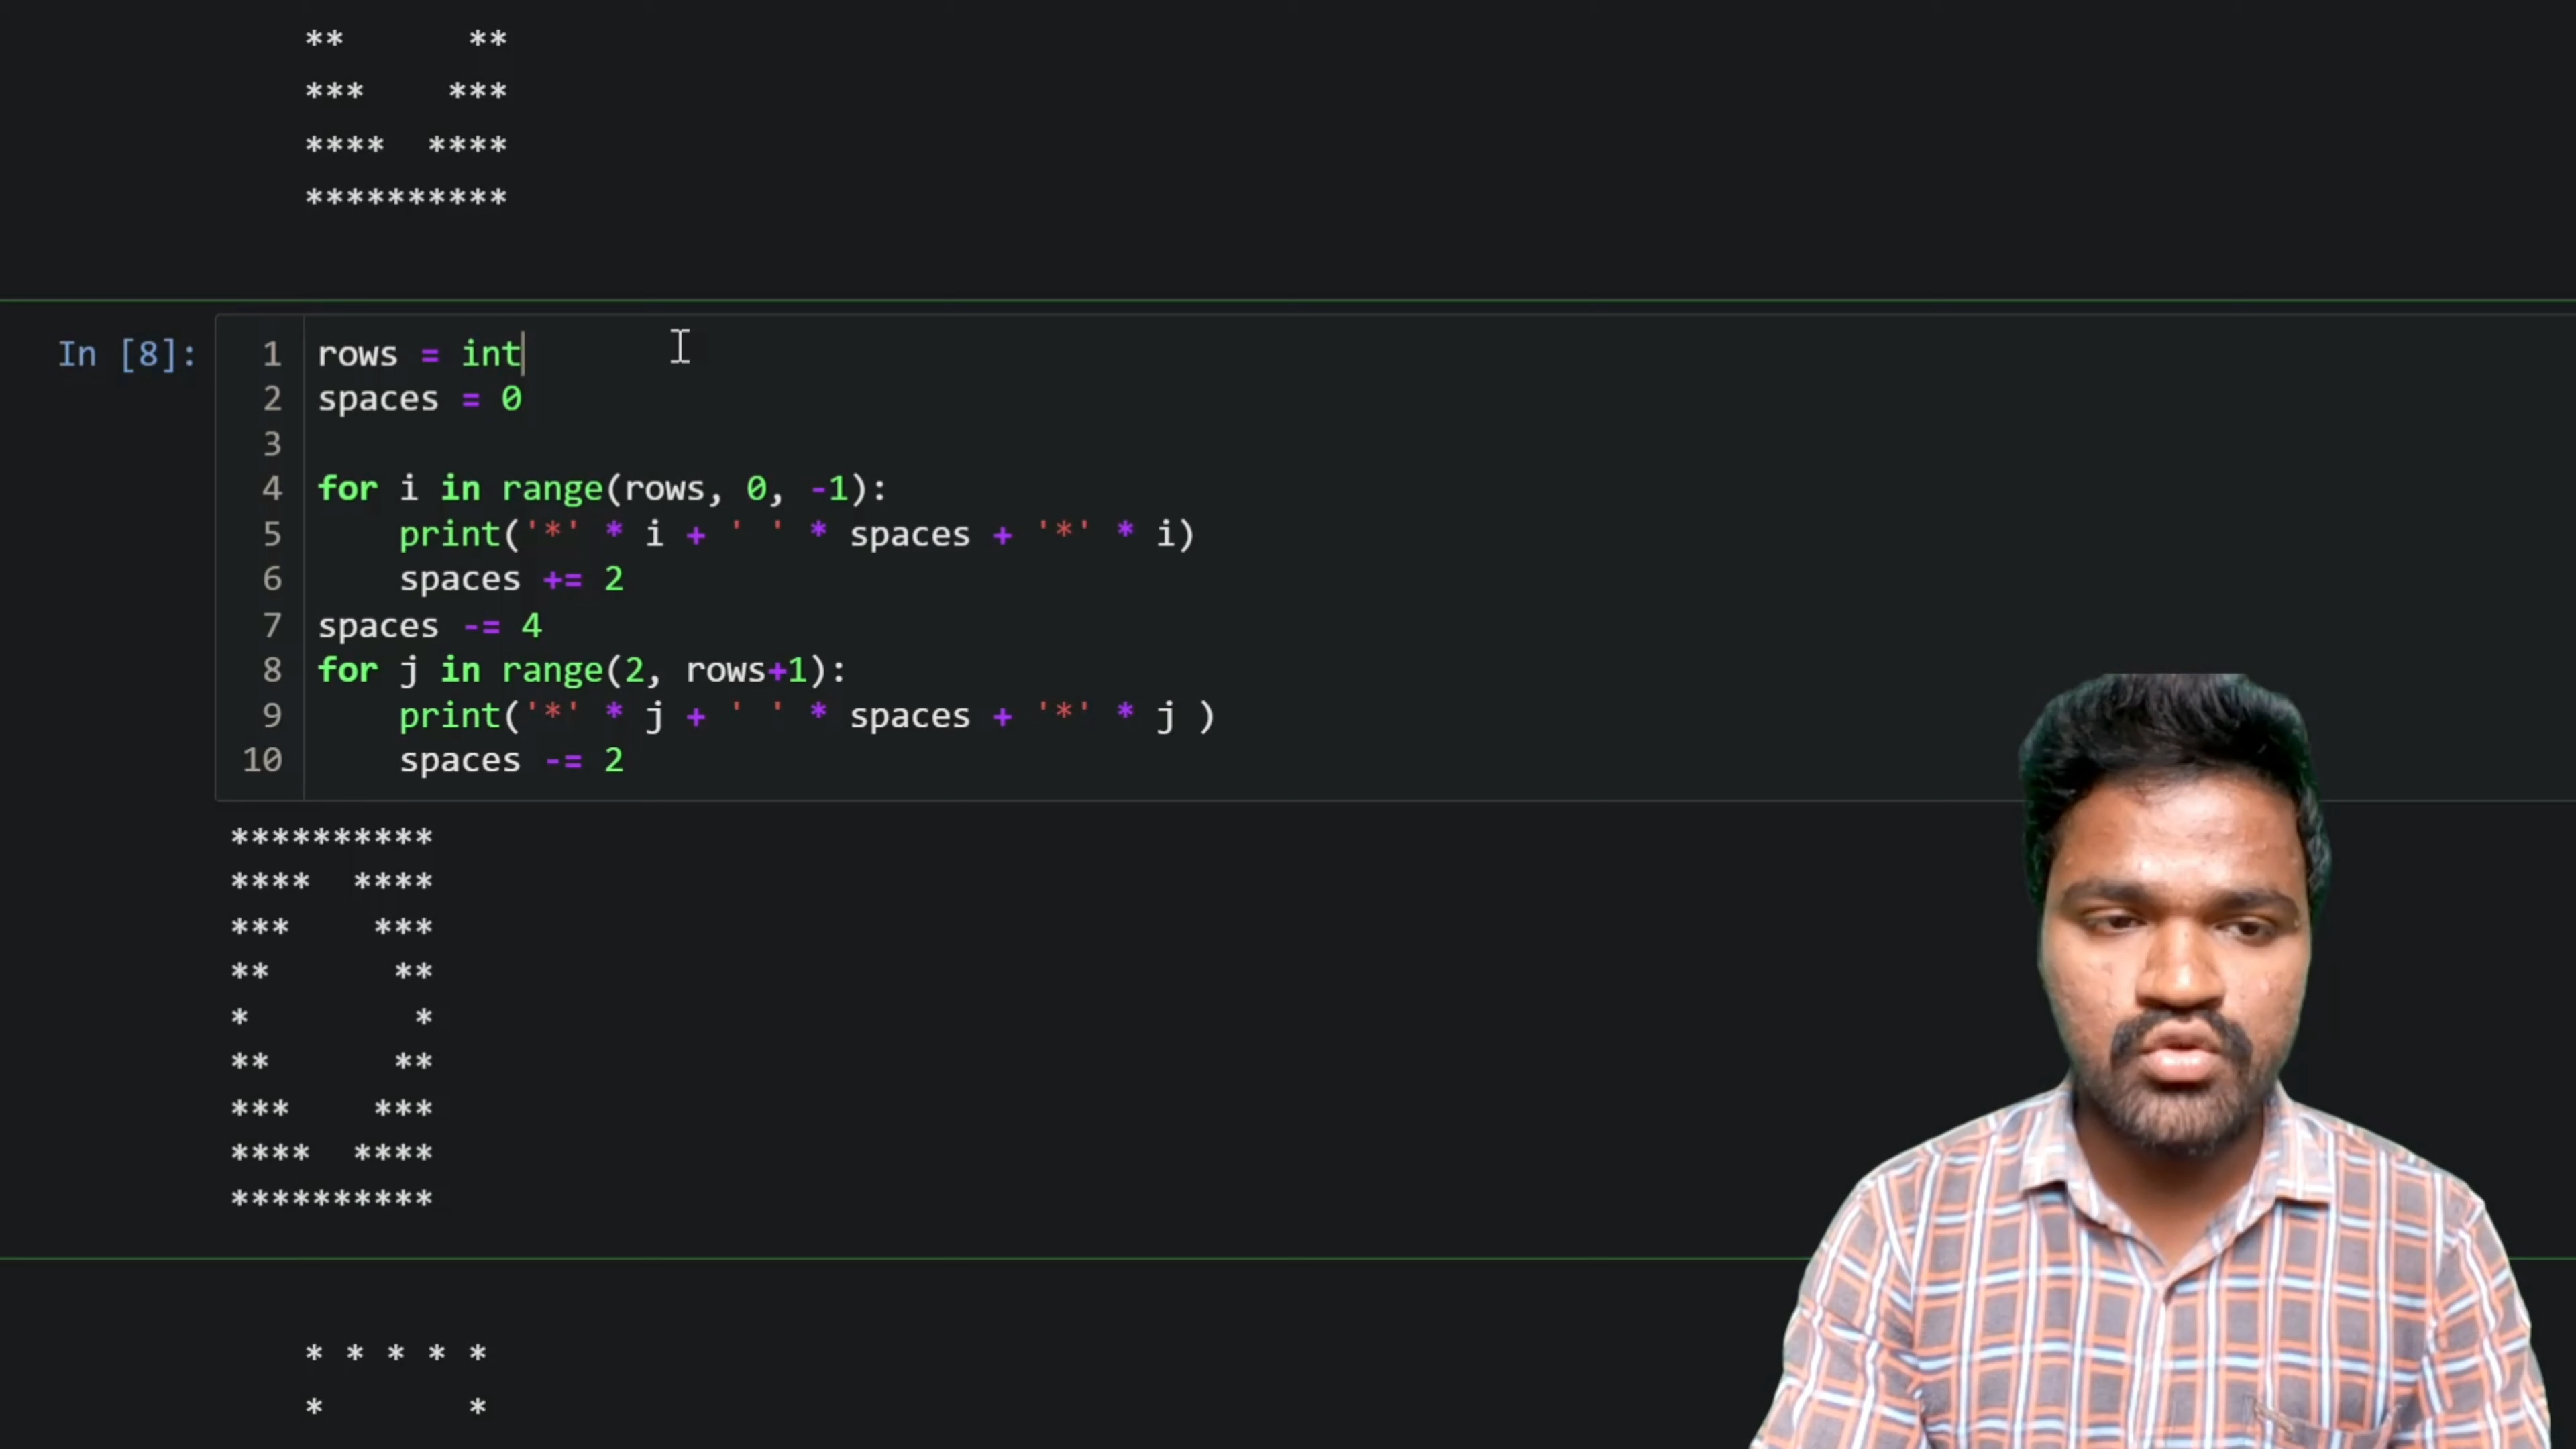 **      **
***    ***
****  ****
**********
In [8]:
1 rows = int
2 spaces = 0
3
4 for i in range(rows, 0, -1):
5     print('*' * i + ' ' * spaces + '*' * i)
6     spaces += 2
7 spaces -= 4
8 for j in range(2, rows+1):
9     print('*' * j + ' ' * spaces + '*' * j )
10     spaces -= 2
**********
****  ****
***    ***
**      **
*        *
**      **
***    ***
****  ****
**********
* * * * *
*       *